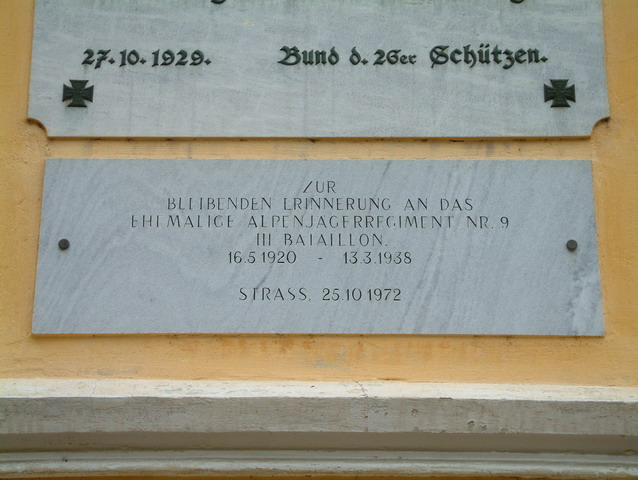 27.10.1929. Bund d. 26er Schützen.
ZUR
BLEIBENDEN ERINNERUNG AN DAS
EHEMALIGE ALPENJÄGERREGIMENT NR. 9
III BATAILLON.
16.5.1920 - 13.3.1938
STRASS, 25.10.1972